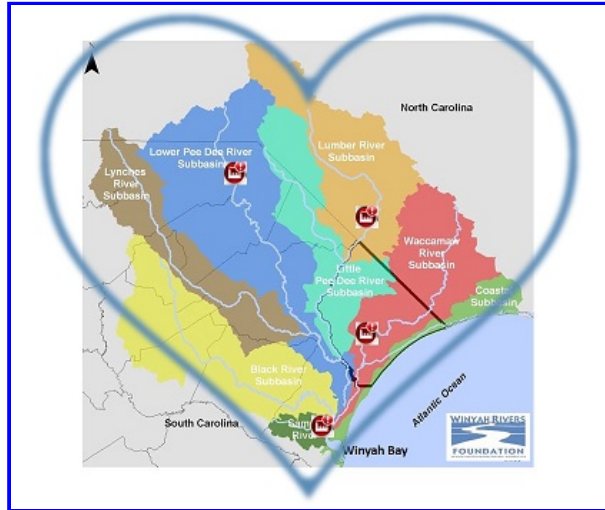 North Carolina
Lumber River
Subbasin
Lower Pee Dee River
Subbasin
Lynches
River
Subbasin
Waccamaw
River
Subbasin
Little
Pee Dee River
Subbasin
Coastal
Subbasin
Black River
Subbasin
Atlantic Ocean
South Carolina
River
Winyah Bay
WINYAH RIVERS
FOUNDATION